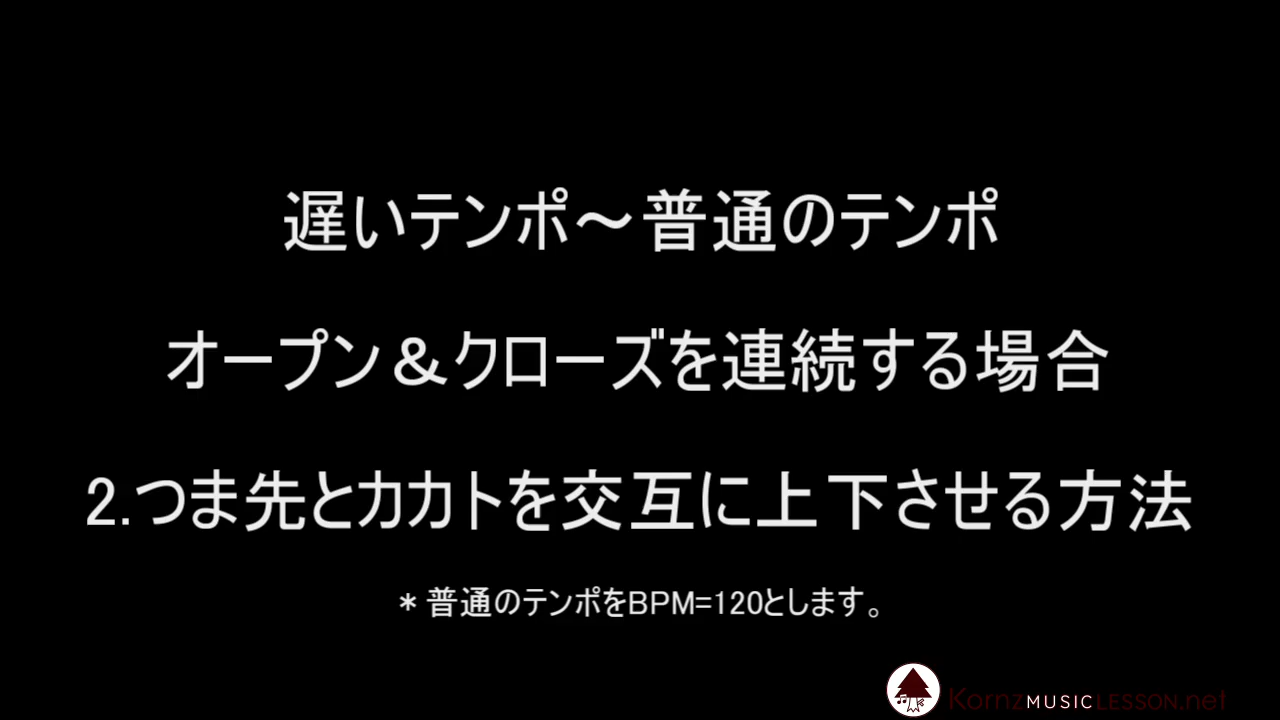 遅いテンポ～普通のテンポ
オープン＆クローズを連続する場合
2.つま先とカカトを交互に上下させる方法
＊普通のテンポをBPM=120とします。
KornzMUSICLESSON.net